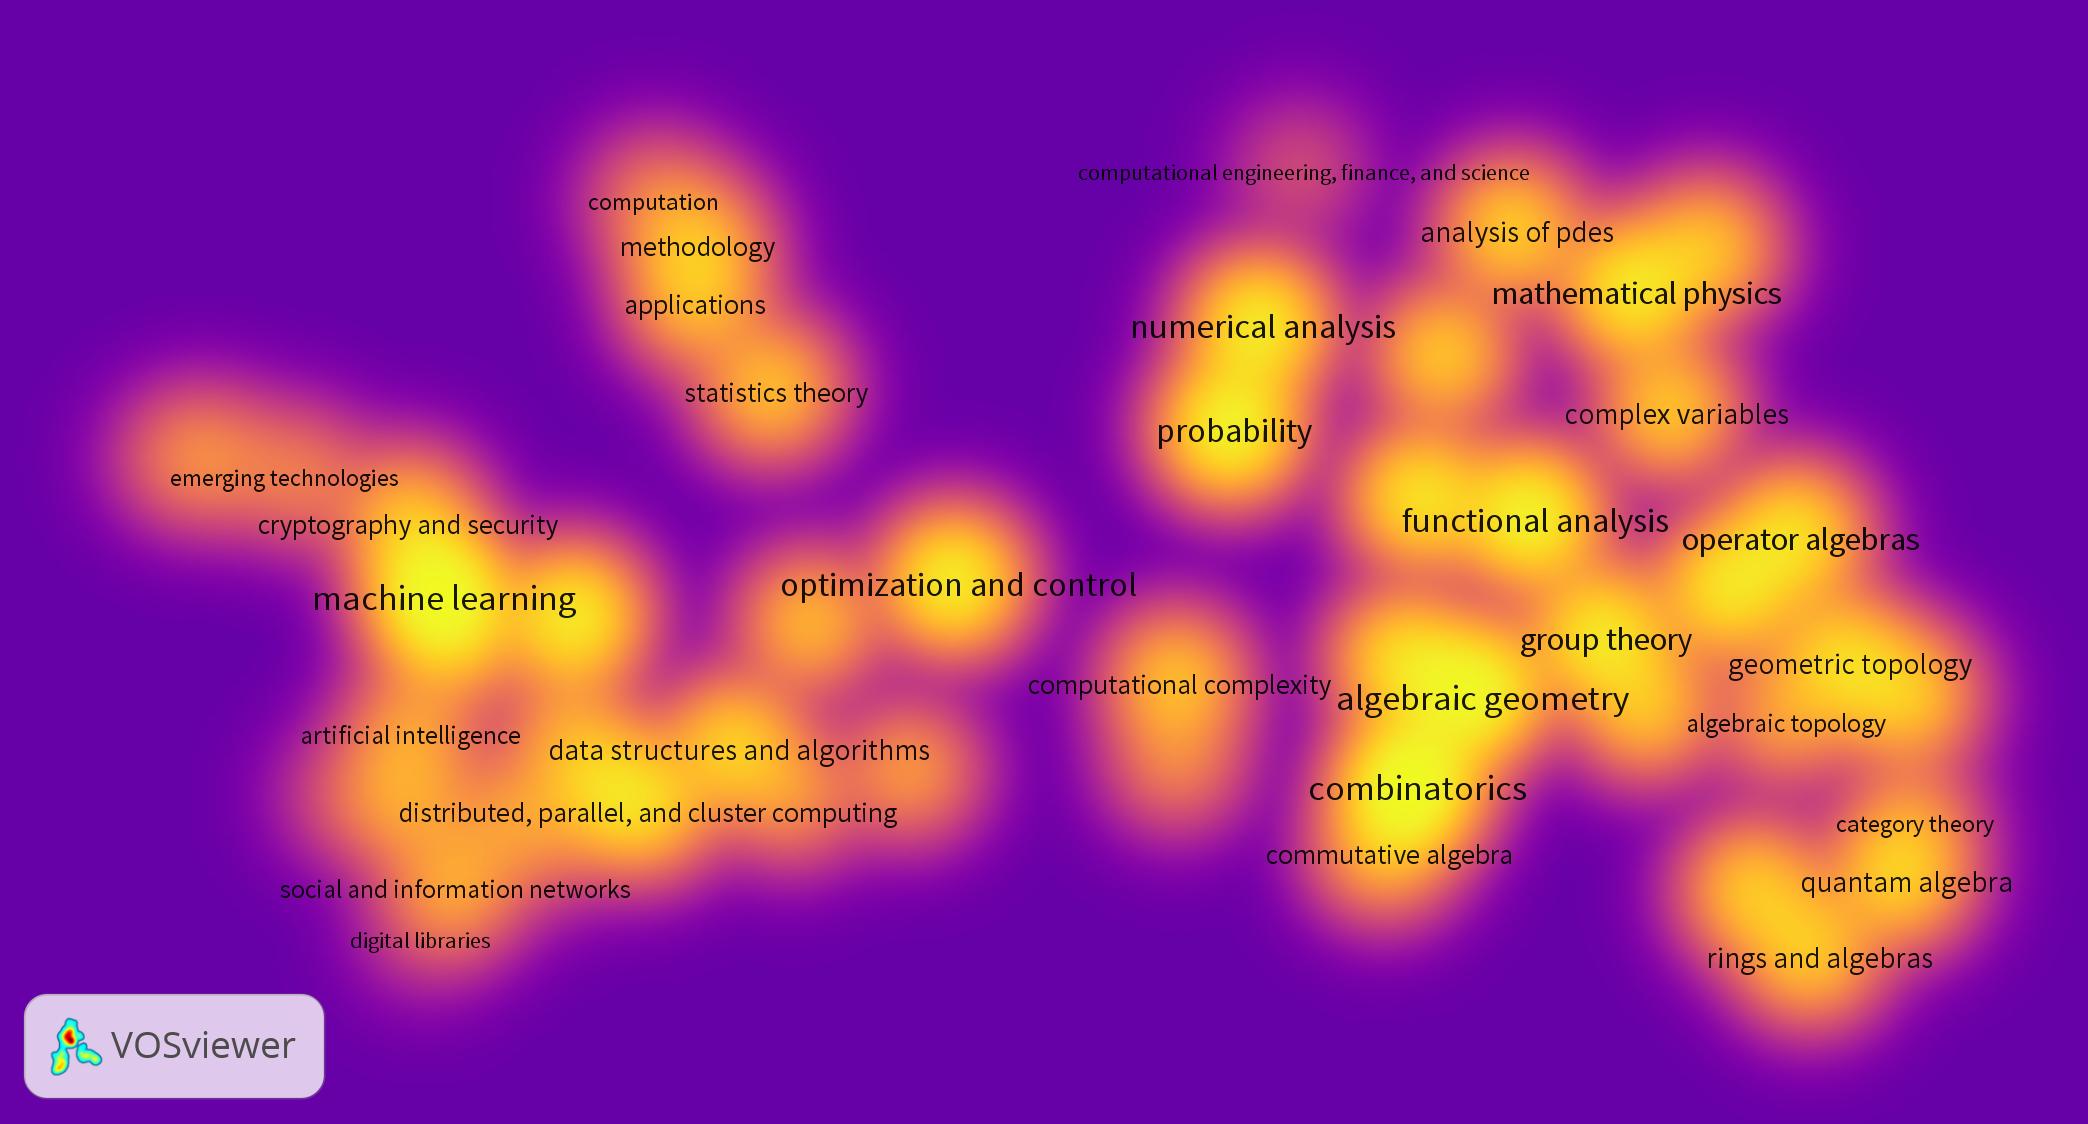 computational engineering, finance, and science
computation
analysis of pdes
methodology
mathematical physics
applications
numerical analysis
statistics theory
complex variables
probability
emerging technologies
functional analysis
cryptography and security
operator algebras
optimization and control
machine learning
group theory
geometric topology
computational complexity
algebraic geometry
algebraic topology
artificial intelligence
data structures and algorithms
combinatorics
distributed, parallel, and cluster computing
category theory
commutative algebra
quantam algebra
social and information networks
digital libraries
rings and algebras
VOSviewer